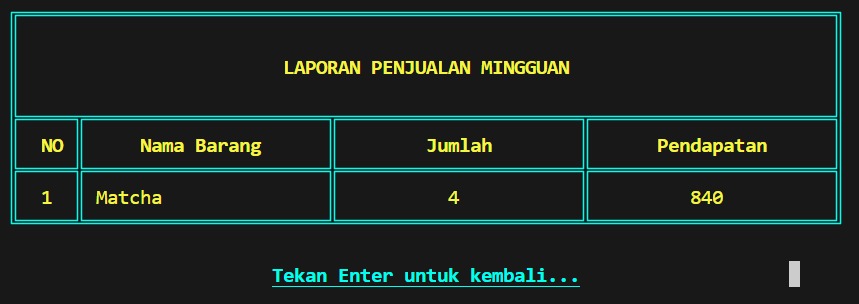 LAPORAN PENJUALAN MINGGUAN
NO Nama Barang Jumlah Pendapatan
1 Matcha 4 840
Tekan Enter untuk kembali...